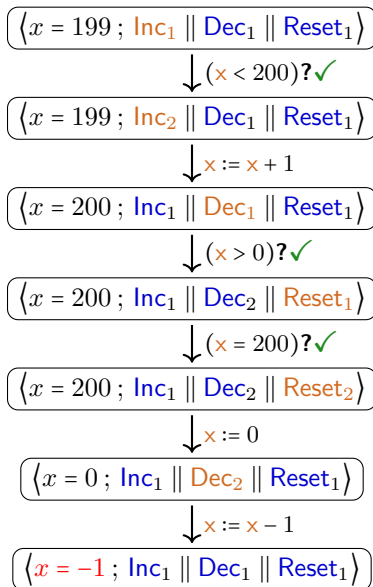 ⟨x = 199 ; Inc₁ || Dec₁ || Reset₁⟩
(x < 200)?✓
⟨x = 199 ; Inc₂ || Dec₁ || Reset₁⟩
x := x + 1
⟨x = 200 ; Inc₁ || Dec₁ || Reset₁⟩
(x > 0)?✓
⟨x = 200 ; Inc₁ || Dec₂ || Reset₁⟩
(x = 200)?✓
⟨x = 200 ; Inc₁ || Dec₂ || Reset₂⟩
x := 0
⟨x = 0 ; Inc₁ || Dec₂ || Reset₁⟩
x := x − 1
⟨x = −1 ; Inc₁ || Dec₁ || Reset₁⟩